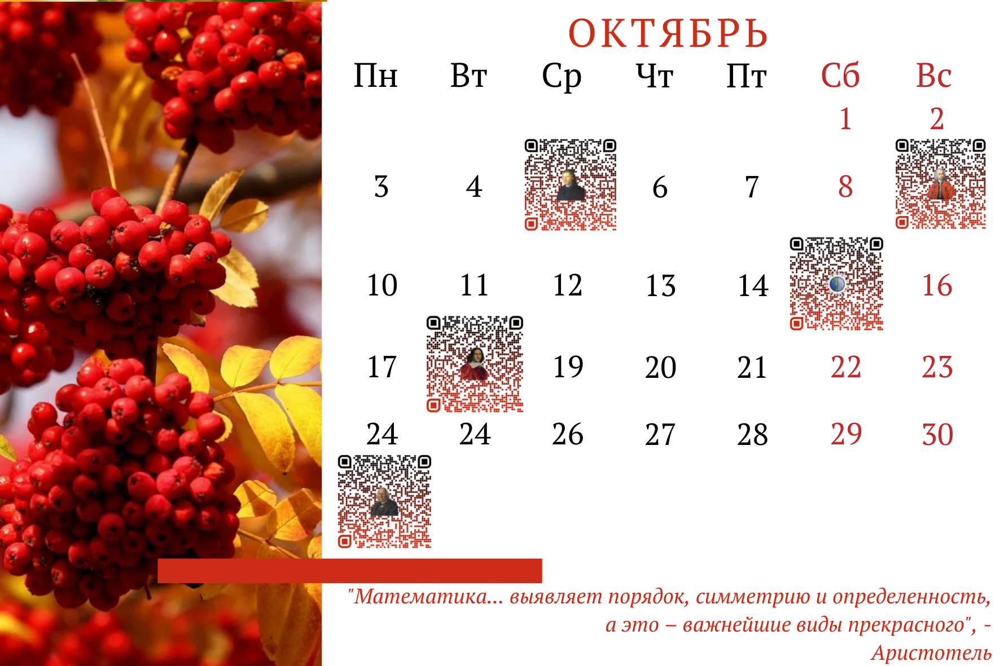 ОКТЯБРЬ
Пн Вт Ср Чт Пт Сб Вс
1 2
3 4 6 7 8
10 11 12 13 14 16
17 19 20 21 22 23
24 24 26 27 28 29 30
"Математика... выявляет порядок, симметрию и определенность,
а это – важнейшие виды прекрасного", -
Аристотель